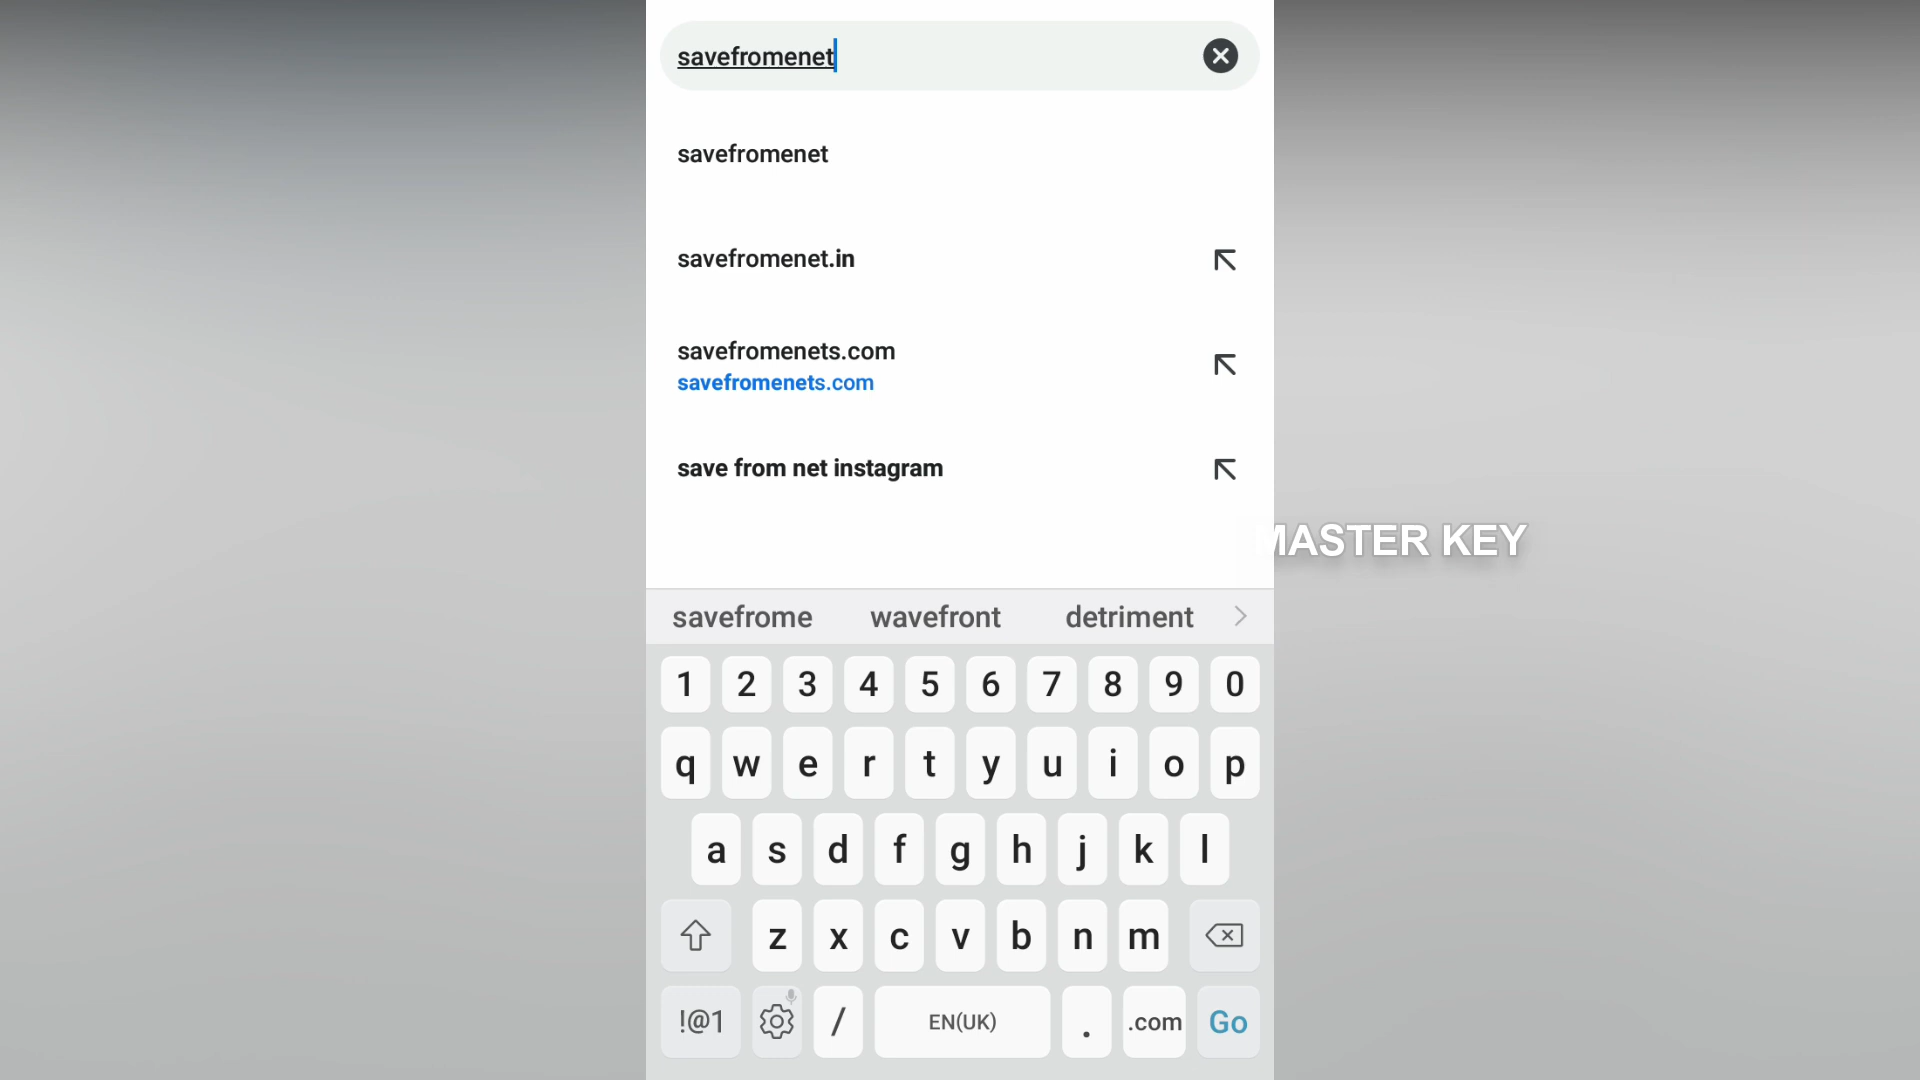 savefromenet
savefromenet
savefromenet.in
savefromenets.com
savefromenets.com
save from net instagram
MASTER KEY
savefrome wavefront detriment
1 2 3 4 5 6 7 8 9 0
q w e r t y u i o p
a s d f g h j k l
z x c v b n m
!@1 / EN(UK) . .com Go